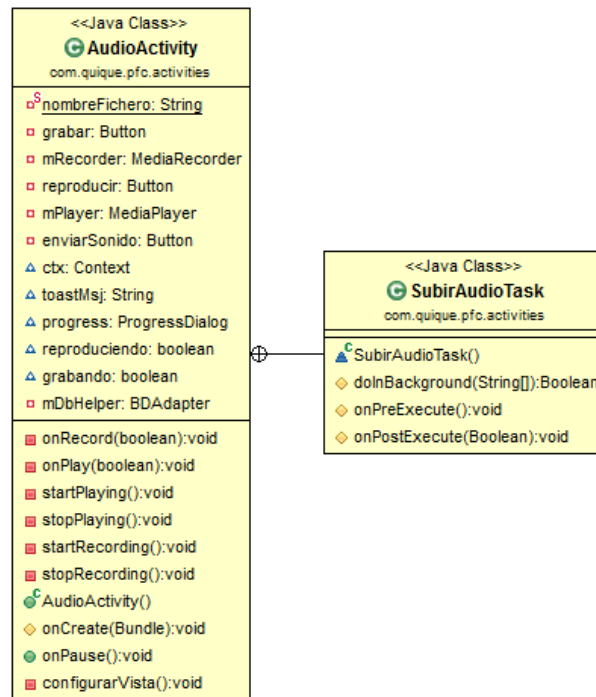 <<Java Class>>
AudioActivity
com.quique.pfc.activities
nombreFichero: String
grabar: Button
mRecorder: MediaRecorder
reproducir: Button
mPlayer: MediaPlayer
enviarSonido: Button
ctx: Context
toastMsj: String
progress: ProgressDialog
reproduciendo: boolean
grabando: boolean
mDbHelper: BDAdapter
onRecord(boolean):void
onPlay(boolean):void
startPlaying():void
stopPlaying():void
startRecording():void
stopRecording():void
AudioActivity()
onCreate(Bundle):void
onPause():void
configurarVista():void
<<Java Class>>
SubirAudioTask
com.quique.pfc.activities
SubirAudioTask()
doInBackground(String[]):Boolean
onPreExecute():void
onPostExecute(Boolean):void